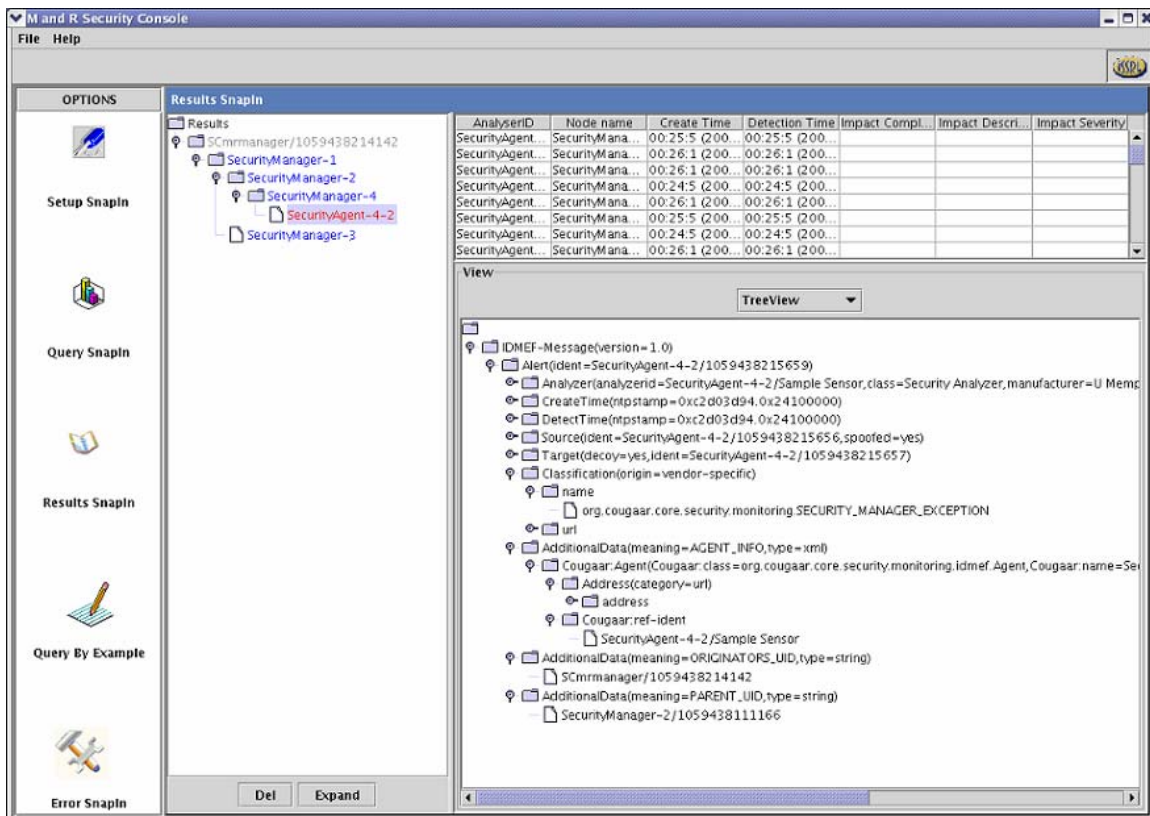 M and R Security Console
File Help
OPTIONS
Setup SnapIn
Query SnapIn
Results SnapIn
Query By Example
Error SnapIn
Results SnapIn
Results
SCmrmanager/1059438214142
SecurityManager-1
SecurityManager-2
SecurityManager-4
SecurityAgent-4-2
SecurityManager-3
Del Expand
AnalyserID Node name Create Time Detection Time Impact Compl... Impact Descri... Impact Severity
SecurityAgent... SecurityMana... 00:25:5 (200... 00:25:5 (200...
SecurityAgent... SecurityMana... 00:26:1 (200... 00:26:1 (200...
SecurityAgent... SecurityMana... 00:26:1 (200... 00:26:1 (200...
SecurityAgent... SecurityMana... 00:24:5 (200... 00:24:5 (200...
SecurityAgent... SecurityMana... 00:26:1 (200... 00:26:1 (200...
SecurityAgent... SecurityMana... 00:25:5 (200... 00:25:5 (200...
SecurityAgent... SecurityMana... 00:24:5 (200... 00:24:5 (200...
SecurityAgent... SecurityMana... 00:26:1 (200... 00:26:1 (200...
View
TreeView
IDMEF-Message(version=1.0)
Alert(ident=SecurityAgent-4-2/1059438215659)
Analyzer(analyzerid=SecurityAgent-4-2/Sample Sensor,class=Security Analyzer,manufacturer=U Memp
CreateTime(ntpstamp=0xc2d03d94.0x24100000)
DetectTime(ntpstamp=0xc2d03d94.0x24100000)
Source(ident=SecurityAgent-4-2/1059438215656,spoofed=yes)
Target(decoy=yes,ident=SecurityAgent-4-2/1059438215657)
Classification(origin=vendor-specific)
name
org.cougaar.core.security.monitoring.SECURITY_MANAGER_EXCEPTION
url
AdditionalData(meaning=AGENT_INFO,type=xml)
Cougaar:Agent(Cougaar:class=org.cougaar.core.security.monitoring.idmef.Agent,Cougaar:name=Se
Address(category=url)
address
Cougaar:ref-ident
SecurityAgent-4-2/Sample Sensor
AdditionalData(meaning=ORIGINATORS_UID,type=string)
SCmrmanager/1059438214142
AdditionalData(meaning=PARENT_UID,type=string)
SecurityManager-2/1059438111166